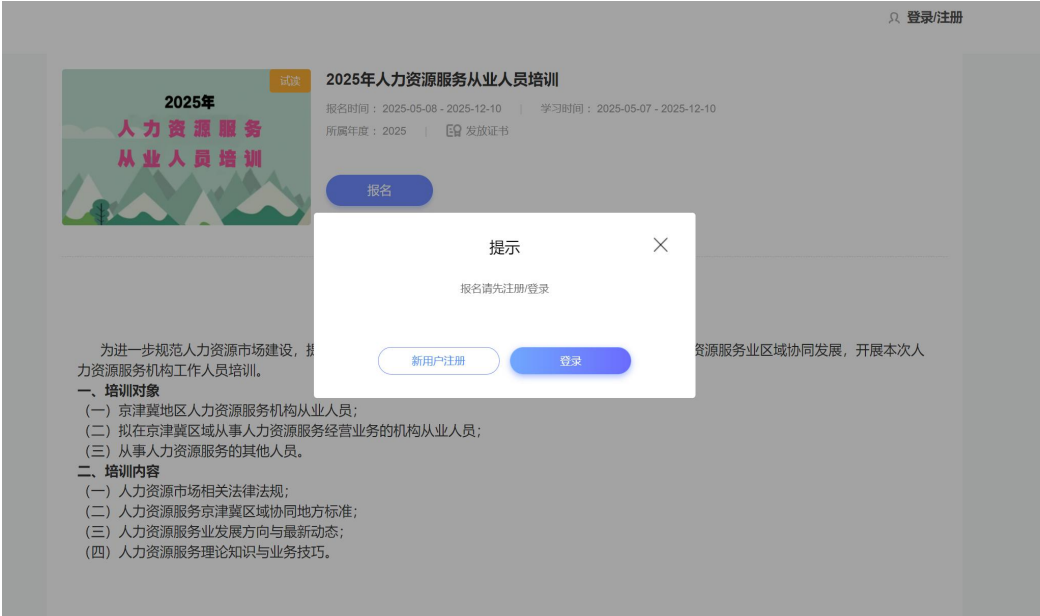 登录/注册
试读
2025年
人力资源服务
从业人员培训
2025年人力资源服务从业人员培训
报名时间： 2025-05-08 - 2025-12-10 | 学习时间： 2025-05-07 - 2025-12-10
所属年度： 2025 | 发放证书
报名
提示
报名请先注册/登录
新用户注册
登录
为进一步规范人力资源市场建设，提
资源服务业区域协同发展，开展本次人
力资源服务机构工作人员培训。
一、培训对象
（一）京津冀地区人力资源服务机构从业人员；
（二）拟在京津冀区域从事人力资源服务经营业务的机构从业人员；
（三）从事人力资源服务的其他人员。
二、培训内容
（一）人力资源市场相关法律法规；
（二）人力资源服务京津冀区域协同地方标准；
（三）人力资源服务业发展方向与最新动态；
（四）人力资源服务理论知识与业务技巧。